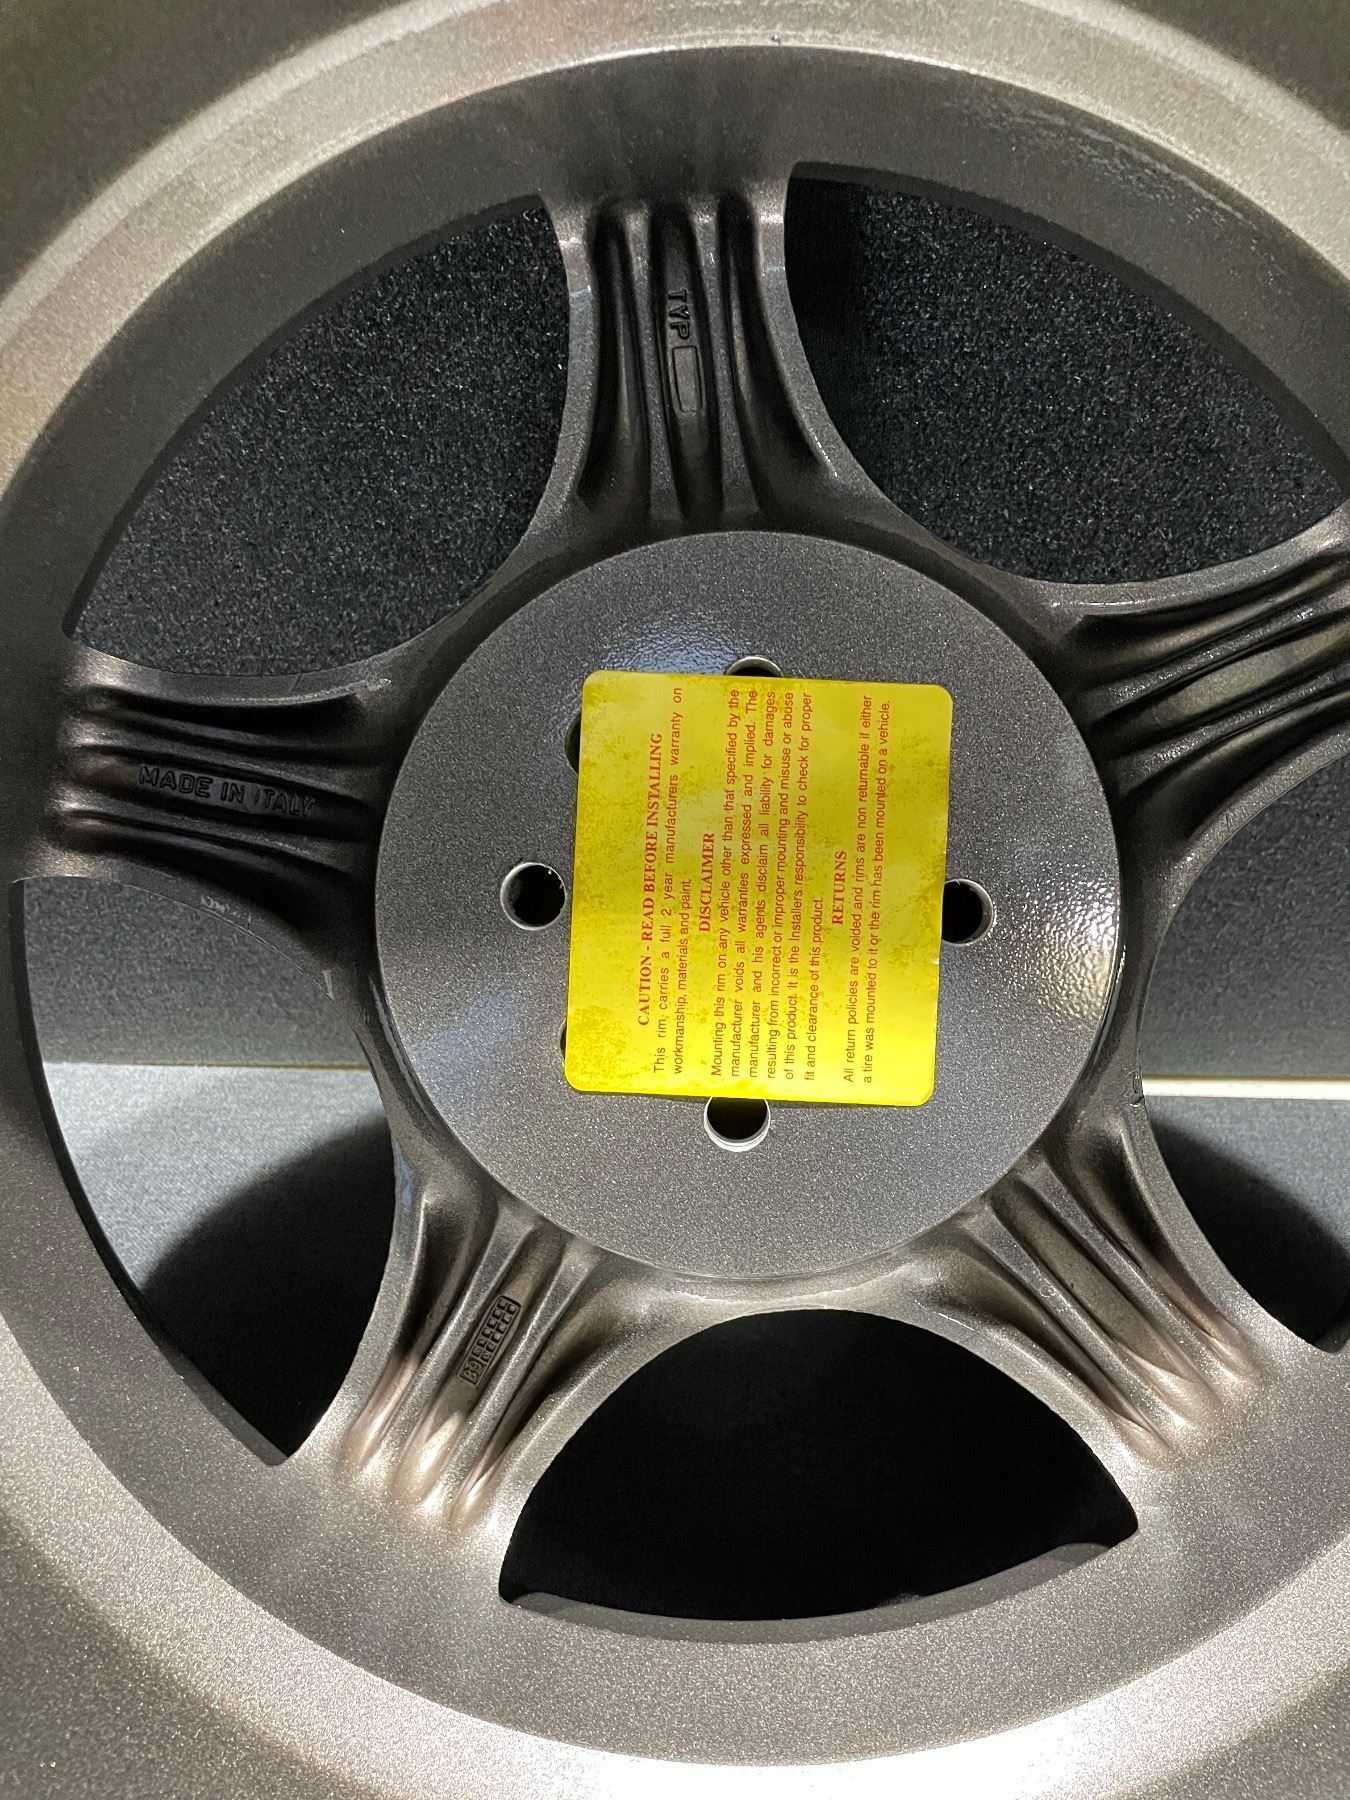 TYP
MADE IN ITALY
CAUTION - READ BEFORE INSTALLING
This rim, carries a full 2 year manufacturers warranty on
workmanship, materials and paint.
DISCLAIMER
Mounting this rim on any vehicle other than that specified by the
manufacturer voids all warranties expressed and implied. The
manufacturer and his agents disclaim all liability for damages
resulting from incorrect or improper mounting and misuse or abuse
of this product. It is the Installers responsibility to check for proper
fit and clearance of this product.
RETURNS
All return policies are voided and rims are non returnable if either
a tire was mounted to it or the rim has been mounted on a vehicle.